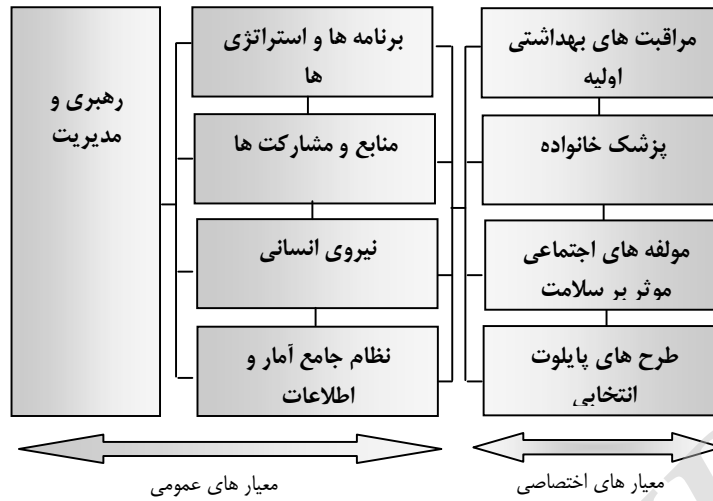 رهبری و
مدیریت
برنامه ها و استراتژی
ها
منابع و مشارکت ها
نیروی انسانی
نظام جامع آمار و
اطلاعات
مراقبت های بهداشتی
اولیه
پزشک خانواده
مولفه های اجتماعی
موثر بر سلامت
طرح های پایلوت
انتخابی
معیار های عمومی
معیار های اختصاصی